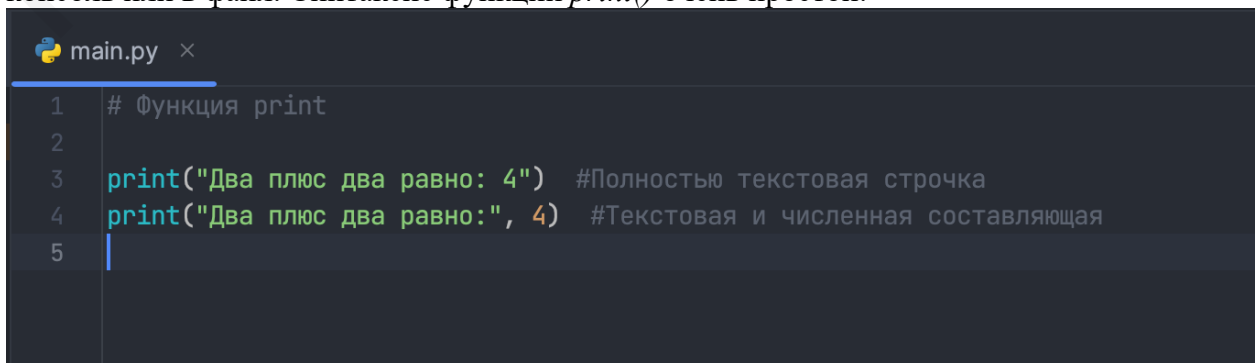 print()
main.py
1 # Функция print
2
3 print("Два плюс два равно: 4") #Полностью текстовая строчка
4 print("Два плюс два равно:", 4) #Текстовая и численная составляющая
5